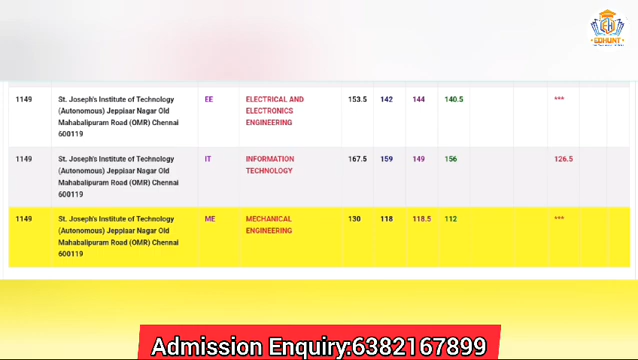 EDHUNT
1149 St. Joseph's Institute of Technology EE ELECTRICAL AND 153.5 142 144 140.5 ***
(Autonomous) Jeppiaar Nagar Old ELECTRONICS
Mahabalipuram Road (OMR) Chennai ENGINEERING
600119
1149 St. Joseph's Institute of Technology IT INFORMATION 167.5 159 149 156 126.5
(Autonomous) Jeppiaar Nagar Old TECHNOLOGY
Mahabalipuram Road (OMR) Chennai
600119
1149 St. Joseph's Institute of Technology ME MECHANICAL 130 118 118.5 112 ***
(Autonomous) Jeppiaar Nagar Old ENGINEERING
Mahabalipuram Road (OMR) Chennai
600119
Admission Enquiry:6382167899